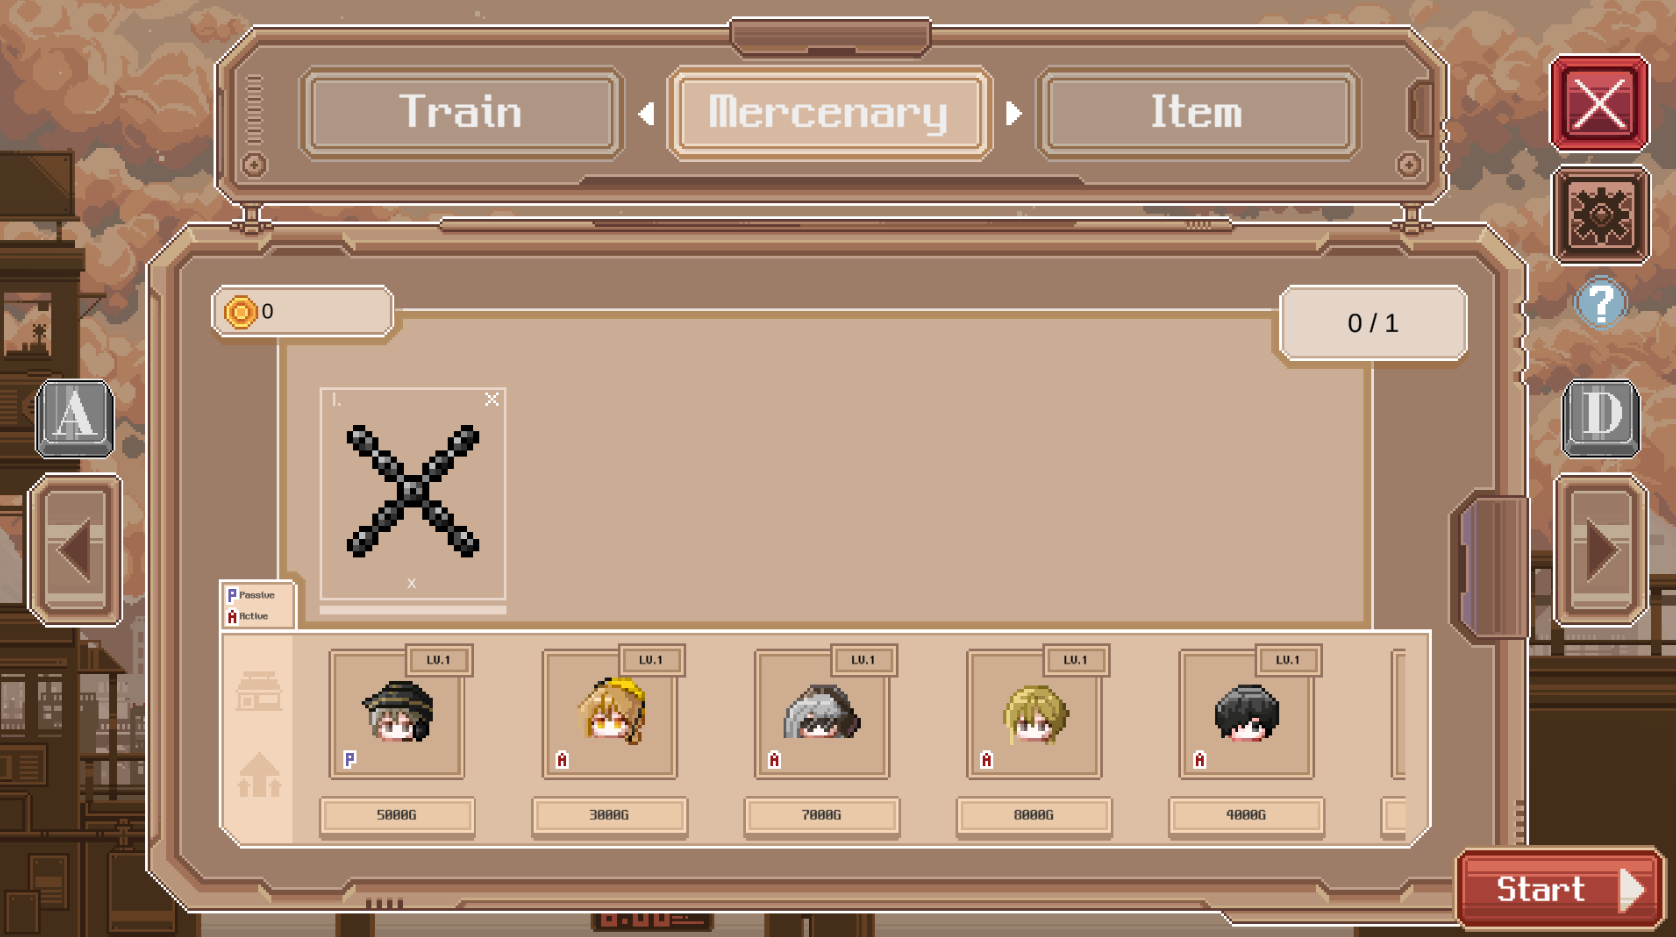 Train
Mercenary
Item
0
0 / 1
?
A
D
1.
X
x
P Passive
A Active
LV.1
LV.1
LV.1
LV.1
LV.1
P
A
A
A
A
5000G
3000G
7000G
8000G
4000G
Start